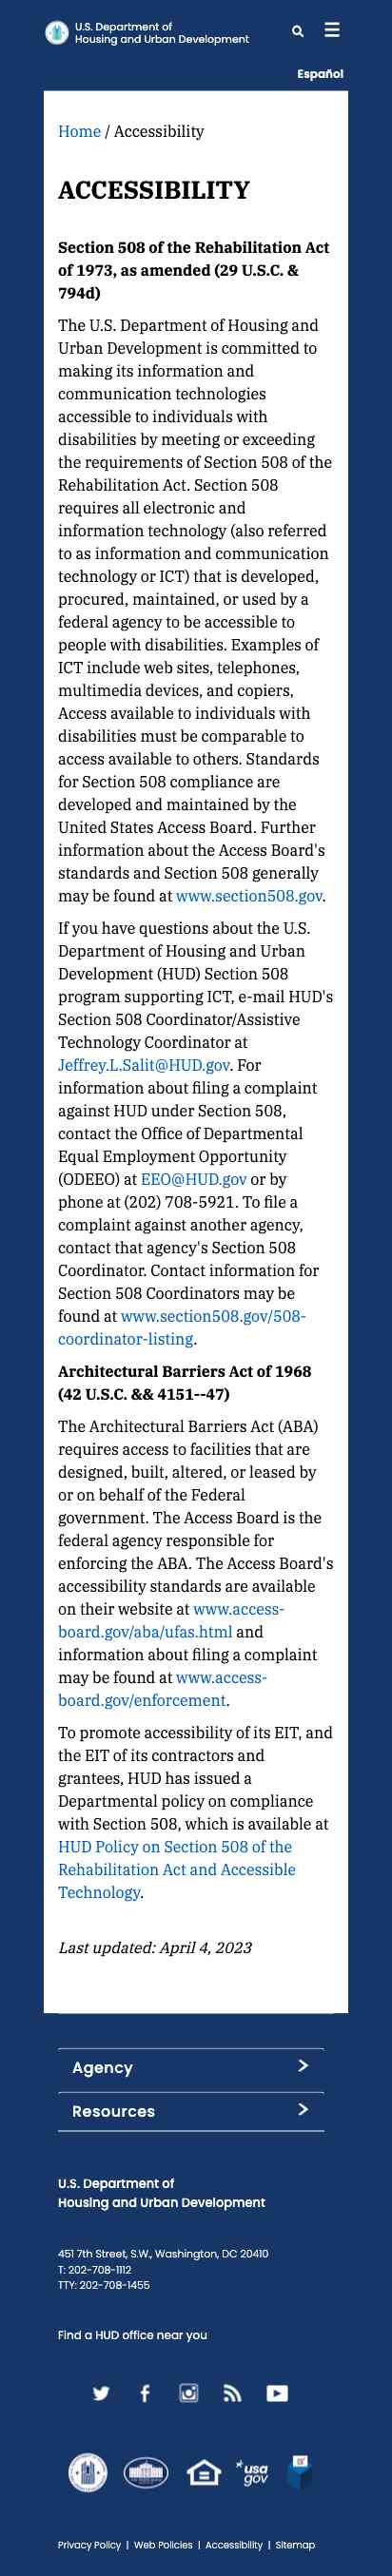 U.S. Department of
Housing and Urban Development
Español
Home / Accessibility
ACCESSIBILITY
Section 508 of the Rehabilitation Act
of 1973, as amended (29 U.S.C. &
794d)
The U.S. Department of Housing and
Urban Development is committed to
making its information and
communication technologies
accessible to individuals with
disabilities by meeting or exceeding
the requirements of Section 508 of the
Rehabilitation Act. Section 508
requires all electronic and
information technology (also referred
to as information and communication
technology or ICT) that is developed,
procured, maintained, or used by a
federal agency to be accessible to
people with disabilities. Examples of
ICT include web sites, telephones,
multimedia devices, and copiers,
Access available to individuals with
disabilities must be comparable to
access available to others. Standards
for Section 508 compliance are
developed and maintained by the
United States Access Board. Further
information about the Access Board's
standards and Section 508 generally
may be found at www.section508.gov.
If you have questions about the U.S.
Department of Housing and Urban
Development (HUD) Section 508
program supporting ICT, e-mail HUD's
Section 508 Coordinator/Assistive
Technology Coordinator at
Jeffrey.L.Salit@HUD.gov. For
information about filing a complaint
against HUD under Section 508,
contact the Office of Departmental
Equal Employment Opportunity
(ODEEO) at EEO@HUD.gov or by
phone at (202) 708-5921. To file a
complaint against another agency,
contact that agency's Section 508
Coordinator. Contact information for
Section 508 Coordinators may be
found at www.section508.gov/508-
coordinator-listing.
Architectural Barriers Act of 1968
(42 U.S.C. && 4151--47)
The Architectural Barriers Act (ABA)
requires access to facilities that are
designed, built, altered, or leased by
or on behalf of the Federal
government. The Access Board is the
federal agency responsible for
enforcing the ABA. The Access Board's
accessibility standards are available
on their website at www.access-
board.gov/aba/ufas.html and
information about filing a complaint
may be found at www.access-
board.gov/enforcement.
To promote accessibility of its EIT, and
the EIT of its contractors and
grantees, HUD has issued a
Departmental policy on compliance
with Section 508, which is available at
HUD Policy on Section 508 of the
Rehabilitation Act and Accessible
Technology.
Last updated: April 4, 2023
Agency
Resources
U.S. Department of
Housing and Urban Development
451 7th Street, S.W., Washington, DC 20410
T: 202-708-1112
TTY: 202-708-1455
Find a HUD office near you
usa
gov
Privacy Policy | Web Policies | Accessibility | Sitemap